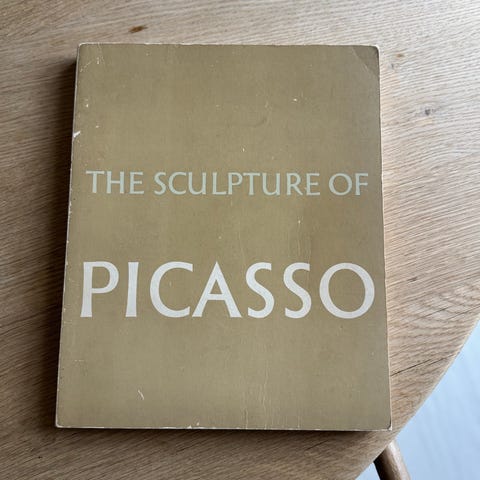 THE SCULPTURE OF
PICASSO